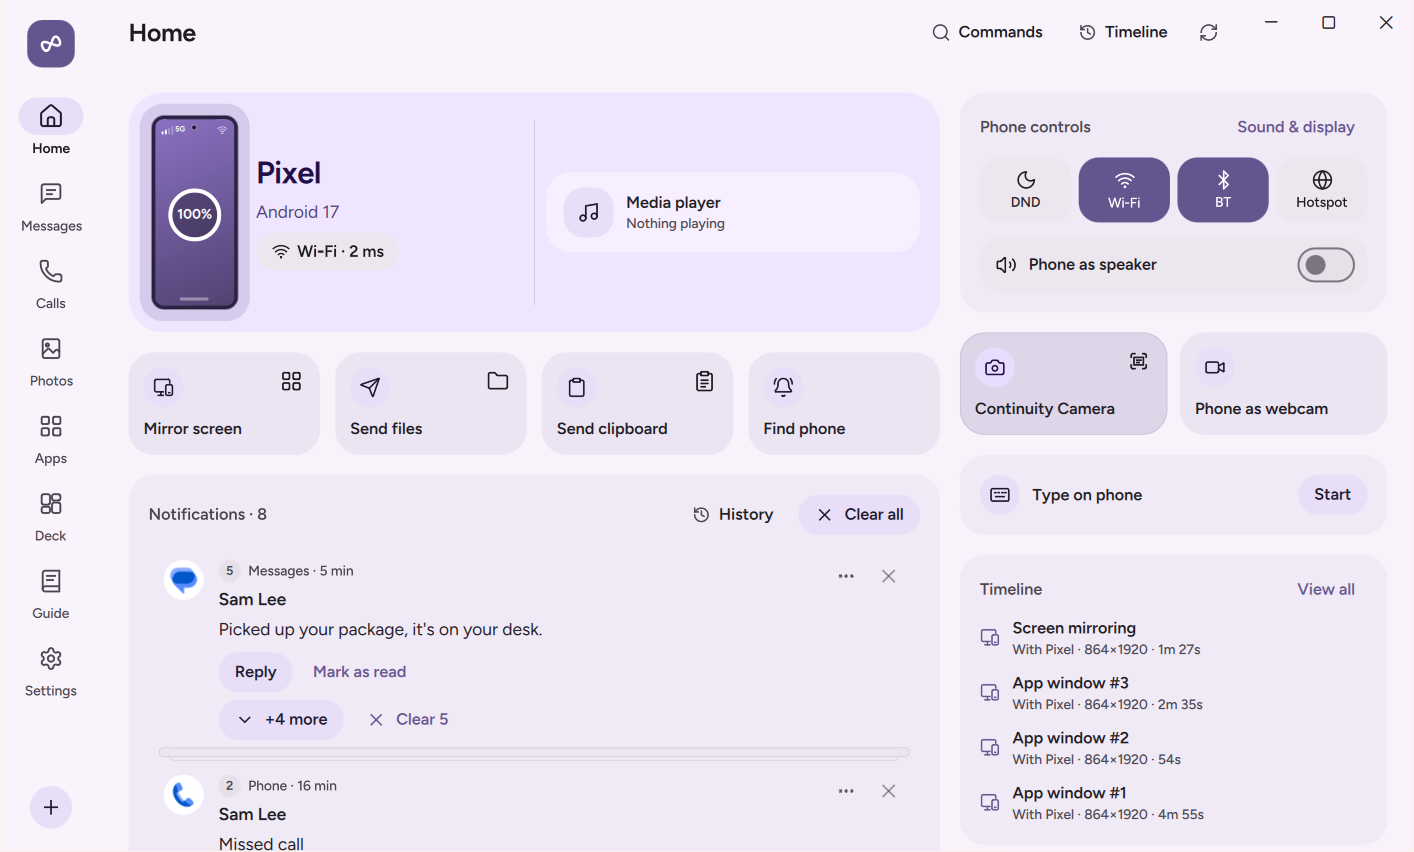 Home
Commands
Timeline
Home
Messages
Calls
Photos
Apps
Deck
Guide
Settings
5G
100%
Pixel
Android 17
Wi-Fi · 2 ms
Media player
Nothing playing
Mirror screen
Send files
Send clipboard
Find phone
Notifications · 8
History
Clear all
5 Messages · 5 min
Sam Lee
Picked up your package, it's on your desk.
Reply
Mark as read
+4 more
Clear 5
2 Phone · 16 min
Sam Lee
Missed call
Phone controls
Sound & display
DND
Wi-Fi
BT
Hotspot
Phone as speaker
Continuity Camera
Phone as webcam
Type on phone
Start
Timeline
View all
Screen mirroring
With Pixel · 864×1920 · 1m 27s
App window #3
With Pixel · 864×1920 · 2m 35s
App window #2
With Pixel · 864×1920 · 54s
App window #1
With Pixel · 864×1920 · 4m 55s